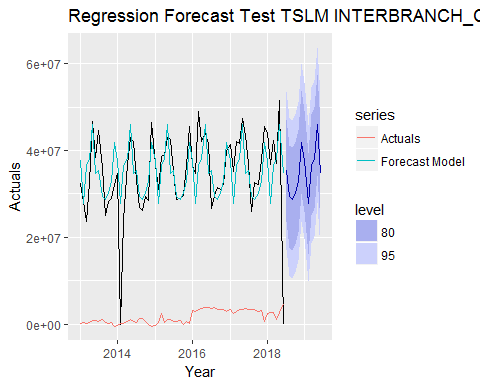 Regression Forecast Test TSLM INTERBRANCH_
Actuals
6e+07
4e+07
2e+07
0e+00
2014
2016
2018
Year
series
Actuals
Forecast Model
level
80
95